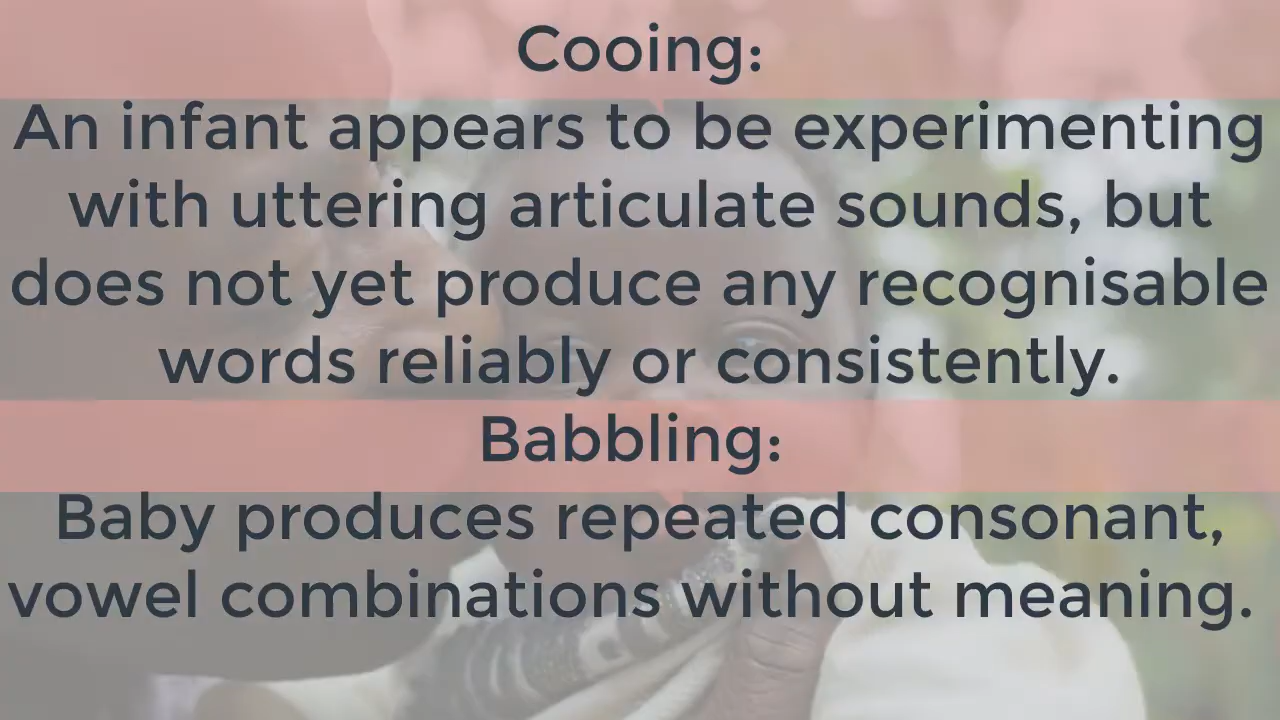 Cooing:
An infant appears to be experimenting
with uttering articulate sounds, but
does not yet produce any recognisable
words reliably or consistently.
Babbling:
Baby produces repeated consonant,
vowel combinations without meaning.